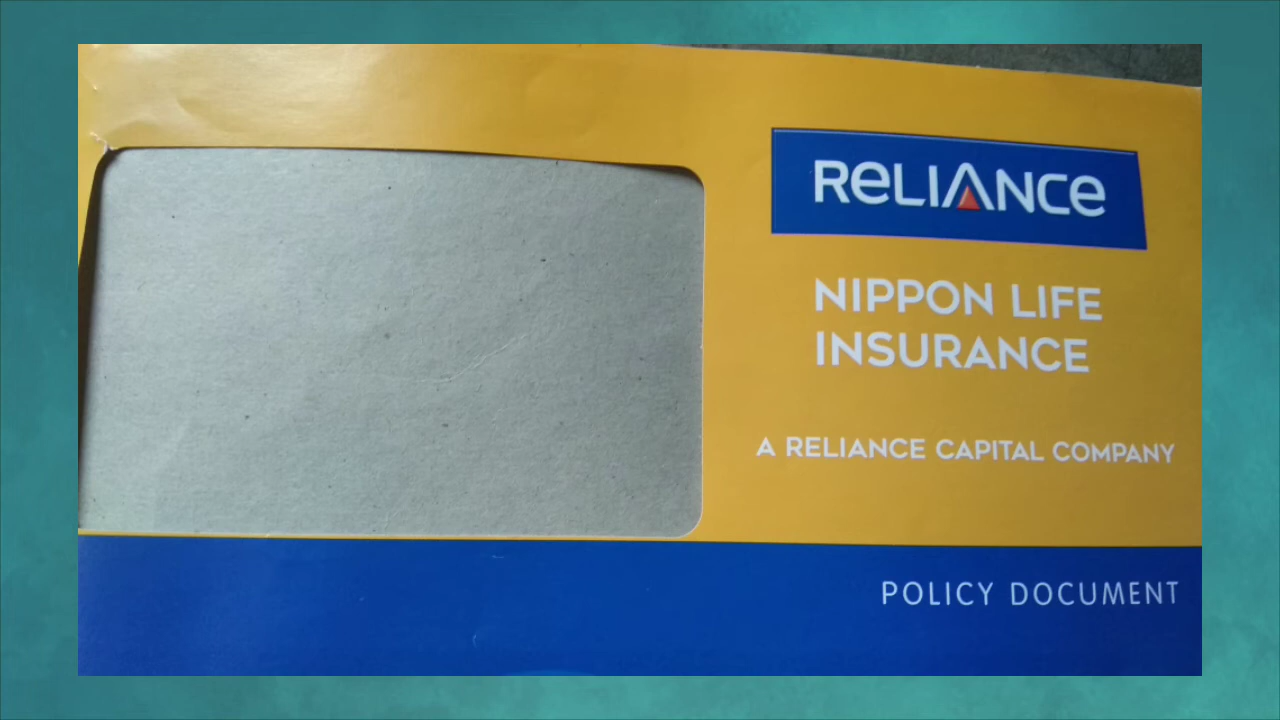 RELIANCE
NIPPON LIFE
INSURANCE
A RELIANCE CAPITAL COMPANY
POLICY DOCUMENT